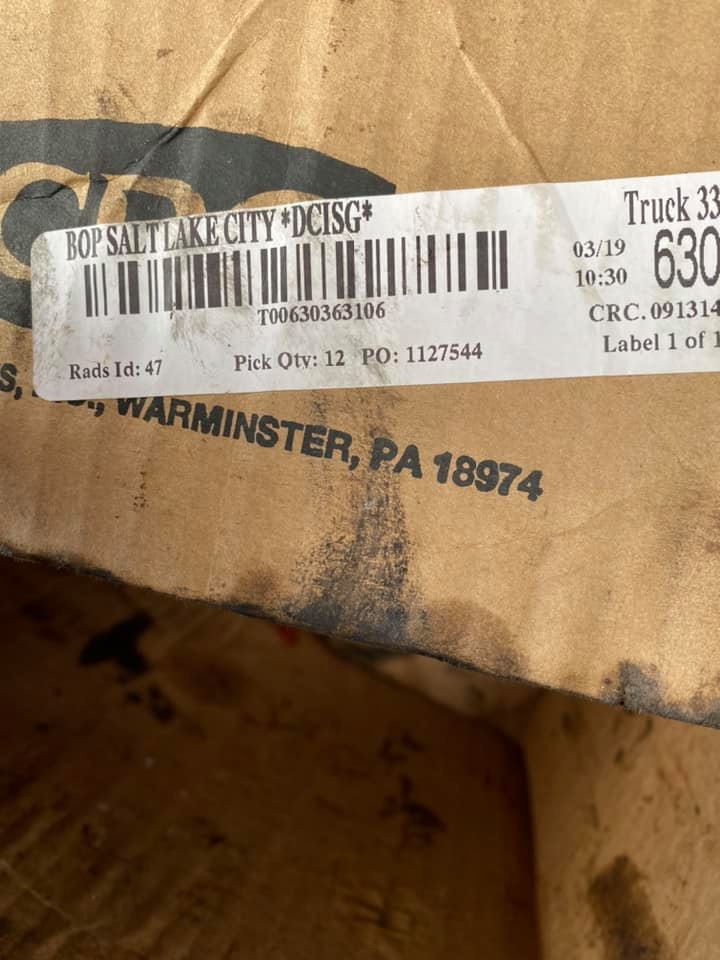 BOP SALT LAKE CITY *DCISG*
T00630363106
Rads Id: 47 Pick Qty: 12 PO: 1127544
Truck 33
03/19 630
10:30
CRC. 091314
Label 1 of 1
WARMINSTER, PA 18974